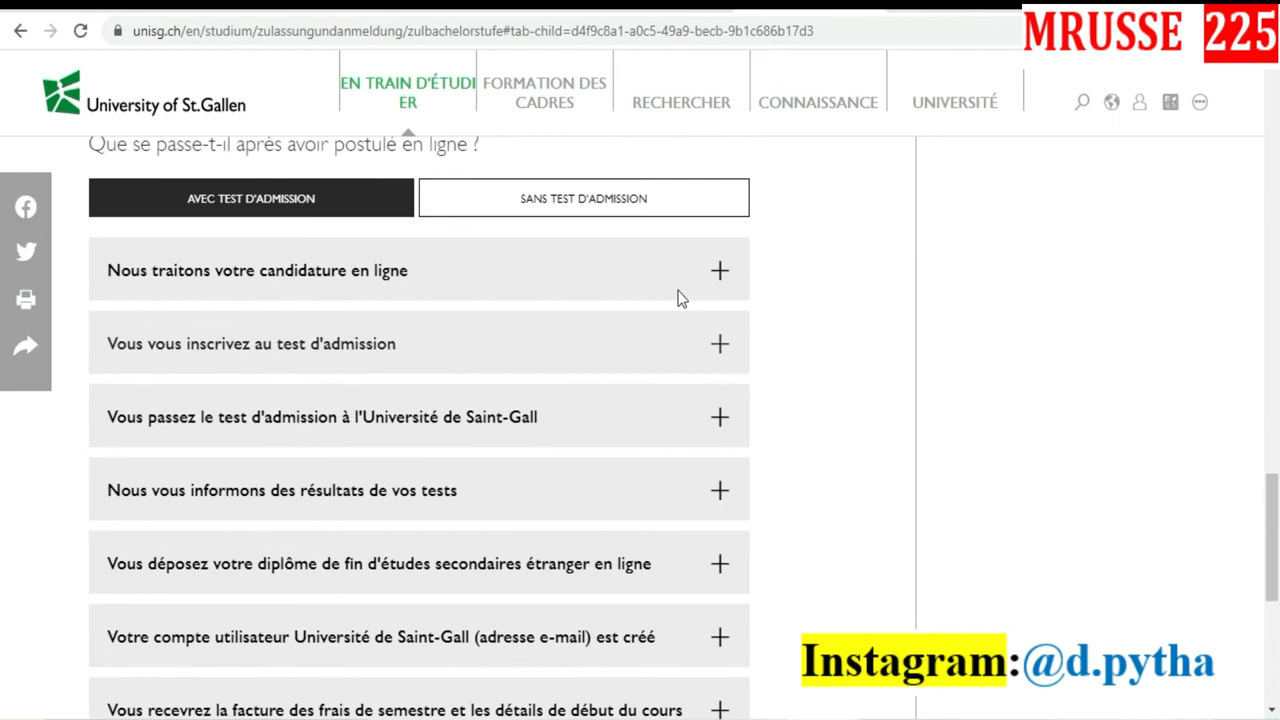 unisg.ch/en/studium/zulassungundanmeldung/zulbachelorstufe#tab-child=d4f9c8a1-a0c5-49a9-becb-9b1c686b17d3
MRUSSE 225
University of St.Gallen
EN TRAIN D'ÉTUDI
ER
FORMATION DES
CADRES
RECHERCHER
CONNAISSANCE
UNIVERSITÉ
Que se passe-t-il après avoir postulé en ligne ?
AVEC TEST D'ADMISSION
SANS TEST D'ADMISSION
Nous traitons votre candidature en ligne
Vous vous inscrivez au test d'admission
Vous passez le test d'admission à l'Université de Saint-Gall
Nous vous informons des résultats de vos tests
Vous déposez votre diplôme de fin d'études secondaires étranger en ligne
Votre compte utilisateur Université de Saint-Gall (adresse e-mail) est créé
Instagram:@d.pytha
Vous recevrez la facture des frais de semestre et les détails de début du cours